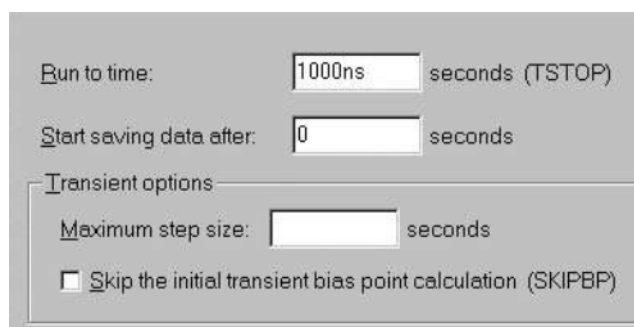 Run to time: 1000ns seconds (TSTOP)
Start saving data after: 0 seconds
Transient options
Maximum step size: seconds
Skip the initial transient bias point calculation (SKIPBP)